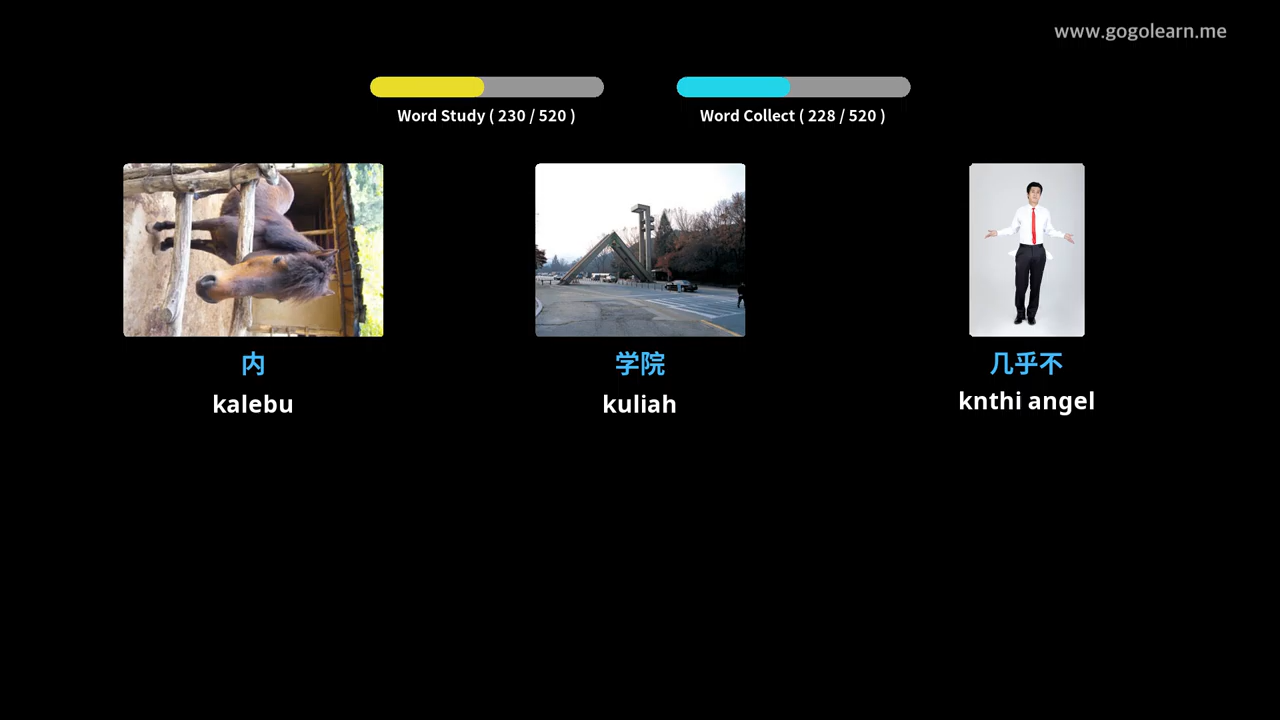 www.gogolearn.me
Word Study ( 230 / 520 )
Word Collect ( 228 / 520 )
内
kalebu
学院
kuliah
几乎不
knthi angel